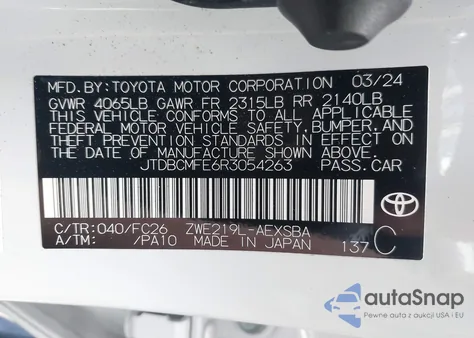 MFD.BY:TOYOTA MOTOR CORPORATION 03/24
GVWR 4065LB GAWR FR 2315LB RR 2140LB
THIS VEHICLE CONFORMS TO ALL APPLICABLE
FEDERAL MOTOR VEHICLE SAFETY, BUMPER, AND
THEFT PREVENTION STANDARDS IN EFFECT ON
THE DATE OF MANUFACTURE SHOWN ABOVE.
JTDBCMFE6R3054263 PASS.CAR
C/TR:040/FC26 ZWE219L-AEXSBA
A/TM: /PA10 MADE IN JAPAN 137 C
autoSnap
Pewne auta z aukcji USA i EU